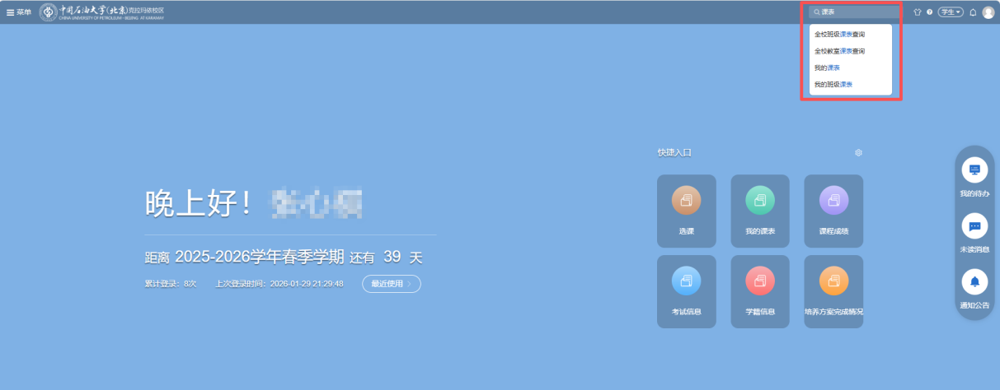 菜单
中国石油大学(北京)克拉玛依校区
CHINA UNIVERSITY OF PETROLEUM-BEIJING AT KARAMAY
课表
学生
全校班级课表查询
全校教室课表查询
我的课表
我的班级课表
快捷入口
选课
我的课表
课程成绩
考试信息
学籍信息
培养方案完成情况
晚上好!
距离 2025-2026学年春季学期 还有 39 天
累计登录: 8次 上次登录时间: 2026-01-29 21:29:48 最近使用
我的待办
未读消息
通知公告